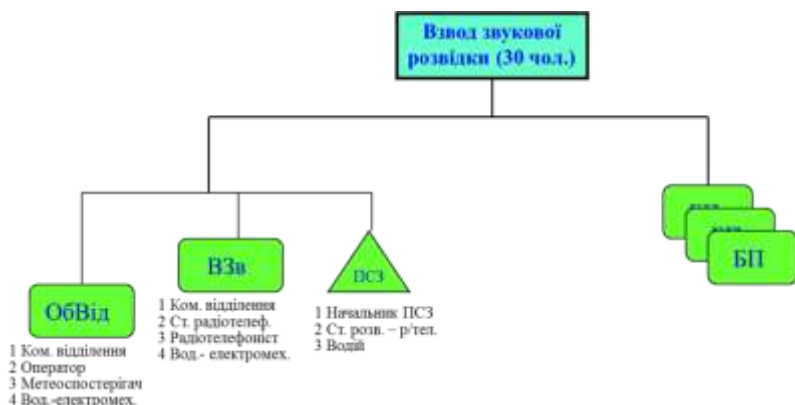 Взвод звукової
розвідки (30 чол.)
ОбВід
1 Ком. відділення
2 Оператор
3 Метеоспостерігач
4 Вод.-електромех.
ВЗв
1 Ком. відділення
2 Ст. радіотелеф.
3 Радіотелефоніст
4 Вод.- електромех.
ПСЗ
1 Начальник ПСЗ
2 Ст. розв. – р/тел.
3 Водій
БП